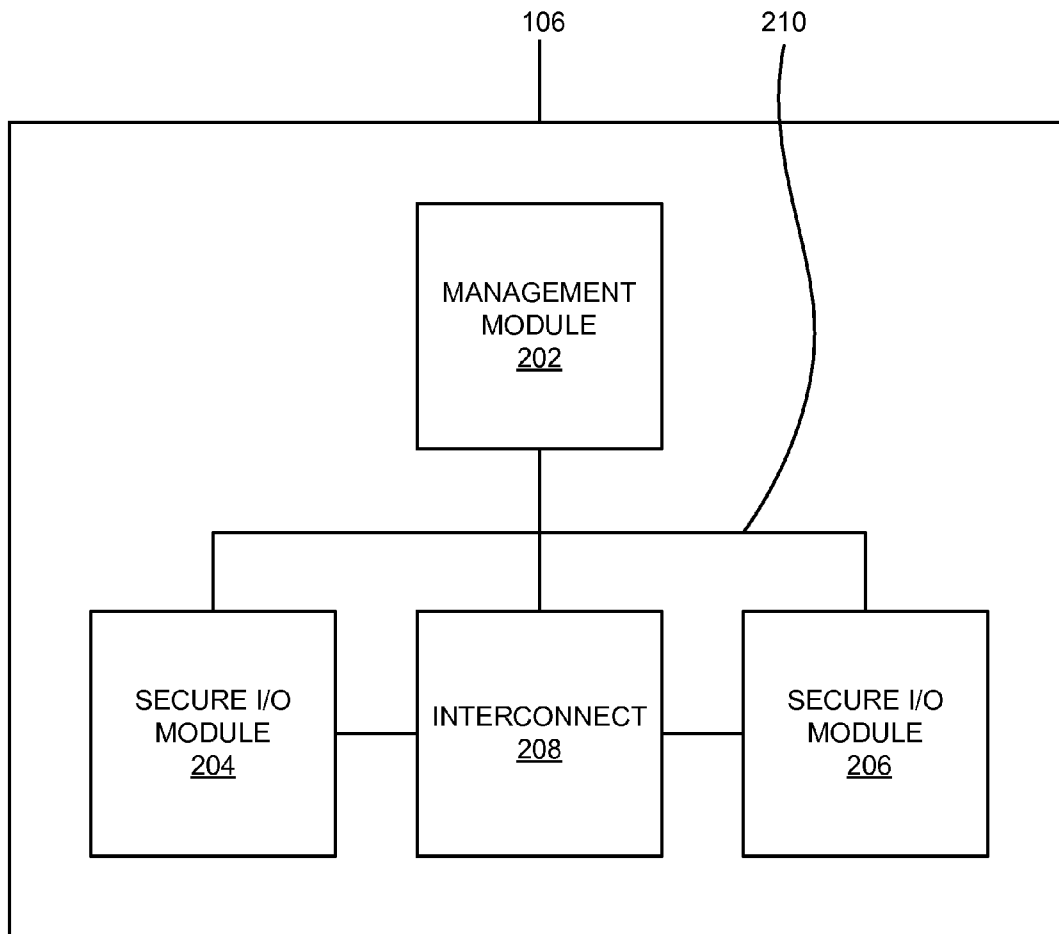 106
210
MANAGEMENT
MODULE
202
SECURE I/O
MODULE
204
INTERCONNECT
208
SECURE I/O
MODULE
206